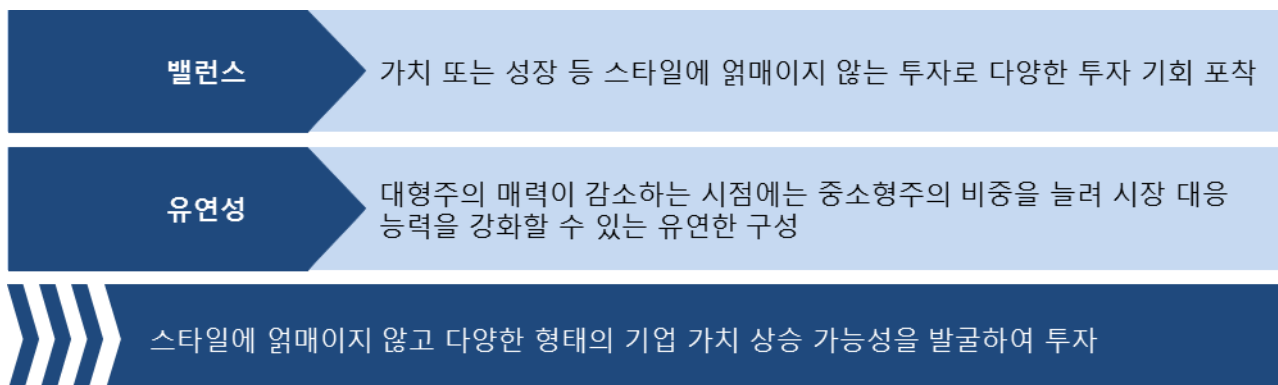 밸런스
가치 또는 성장 등 스타일에 얽매이지 않는 투자로 다양한 투자 기회 포착
유연성
대형주의 매력이 감소하는 시점에는 중소형주의 비중을 늘려 시장 대응
능력을 강화할 수 있는 유연한 구성
스타일에 얽매이지 않고 다양한 형태의 기업 가치 상승 가능성을 발굴하여 투자